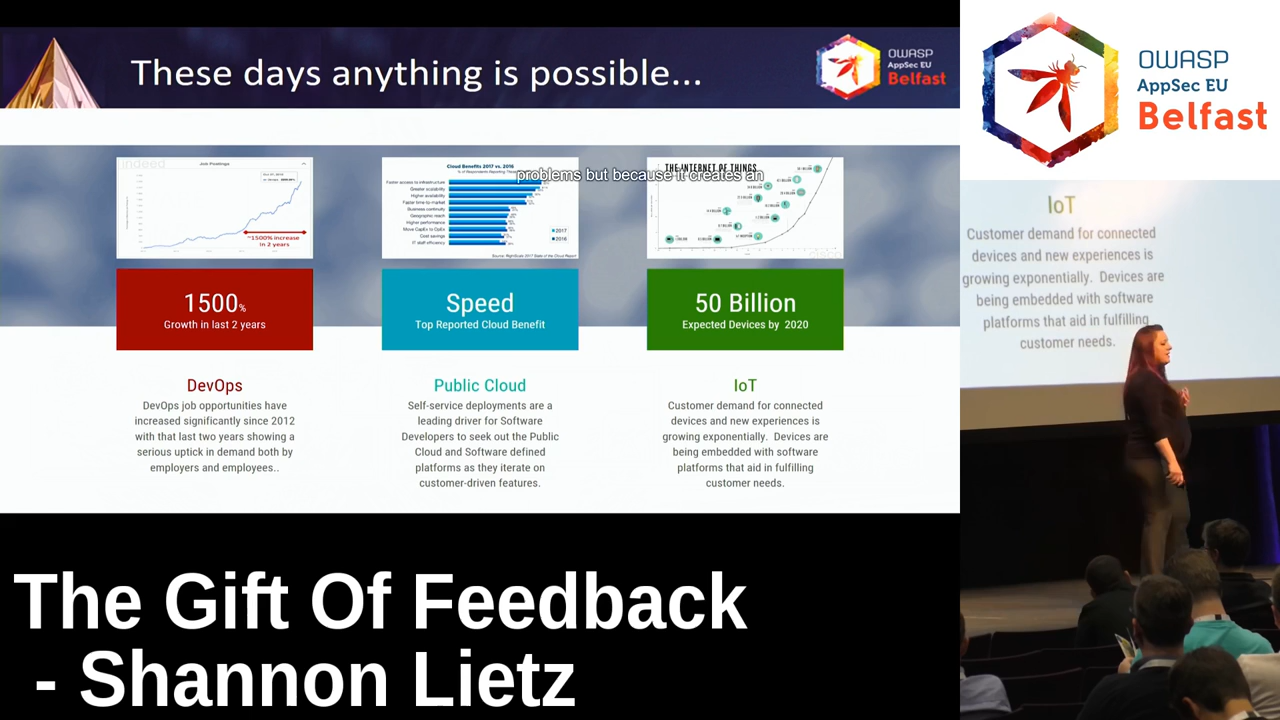 These days anything is possible...
OWASP
AppSec EU
Belfast
indeed
Job Postings
~1500% increase
in 2 years
Cloud Benefits 2017 vs. 2016
% of Respondents Reporting
Faster access to infrastructure
Greater scalability
Higher availability
Faster time-to-market
Business continuity
Geographic reach
Higher performance
Move CapEx to OpEx
Cost savings
IT staff efficiency
2017
2016
Source: RightScale 2017 State of the Cloud Report
THE INTERNET OF THINGS
problems but because it creates an
cisco
1500%
Growth in last 2 years
Speed
Top Reported Cloud Benefit
50 Billion
Expected Devices by 2020
DevOps
DevOps job opportunities have
increased significantly since 2012
with that last two years showing a
serious uptick in demand both by
employers and employees..
Public Cloud
Self-service deployments are a
leading driver for Software
Developers to seek out the Public
Cloud and Software defined
platforms as they iterate on
customer-driven features.
IoT
Customer demand for connected
devices and new experiences is
growing exponentially. Devices are
being embedded with software
platforms that aid in fulfilling
customer needs.
OWASP
AppSec EU
Belfast
IoT
Customer demand for connected
devices and new experiences is
growing exponentially. Devices are
being embedded with software
platforms that aid in fulfilling
customer needs.
The Gift Of Feedback
- Shannon Lietz